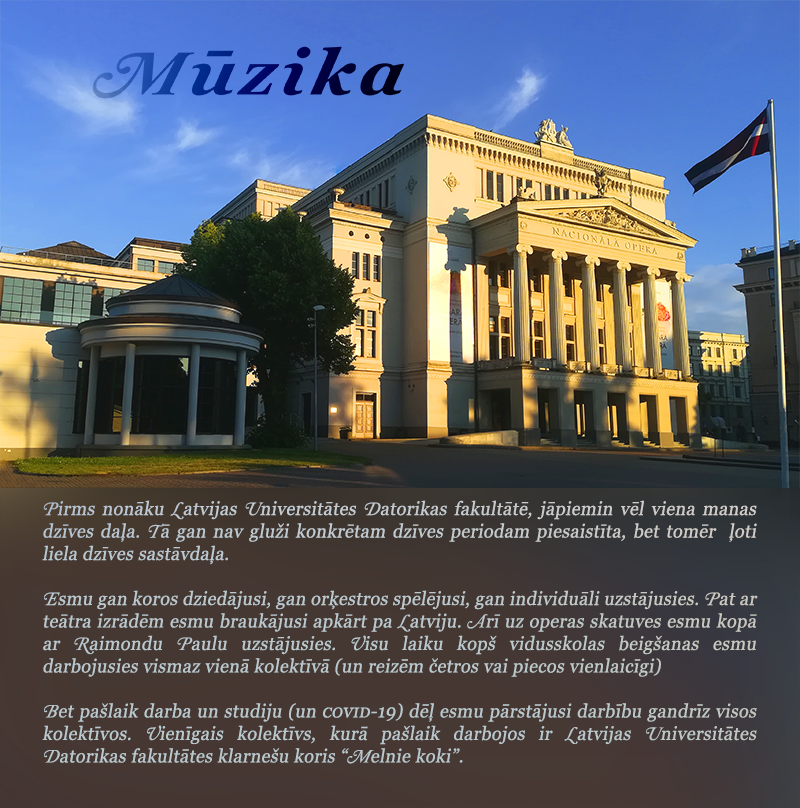 Mūzika
NACIONĀLĀ OPERA
Pirms nonāku Latvijas Universitātes Datorikas fakultātē, jāpiemin vēl viena manas
dzīves daļa. Tā gan nav gluži konkrētam dzīves periodam piesaistīta, bet tomēr ļoti
liela dzīves sastāvdaļa.
Esmu gan koros dziedājusi, gan orķestros spēlējusi, gan individuāli uzstājusies. Pat ar
teātra izrādēm esmu braukājusi apkārt pa Latviju. Arī uz operas skatuves esmu kopā
ar Raimondu Paulu uzstājusies. Visu laiku kopš vidusskolas beigšanas esmu
darbojusies vismaz vienā kolektīvā (un reizēm četros vai piecos vienlaicīgi)
Bet pašlaik darba un studiju (un COVID-19) dēļ esmu pārstājusi darbību gandrīz visos
kolektīvos. Vienīgais kolektīvs, kurā pašlaik darbojos ir Latvijas Universitātes
Datorikas fakultātes klarnešu koris “Melnie koki”.